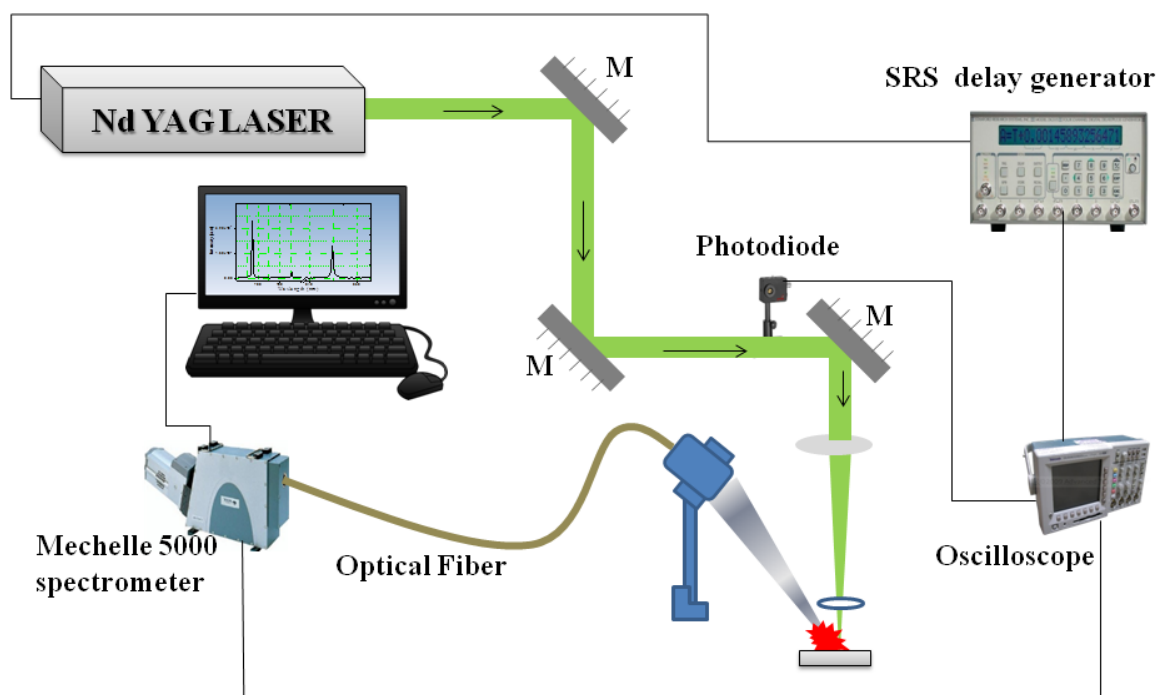 M
SRS delay generator
Nd YAG LASER
Photodiode
M
M
Mechelle 5000
spectrometer
Optical Fiber
Oscilloscope